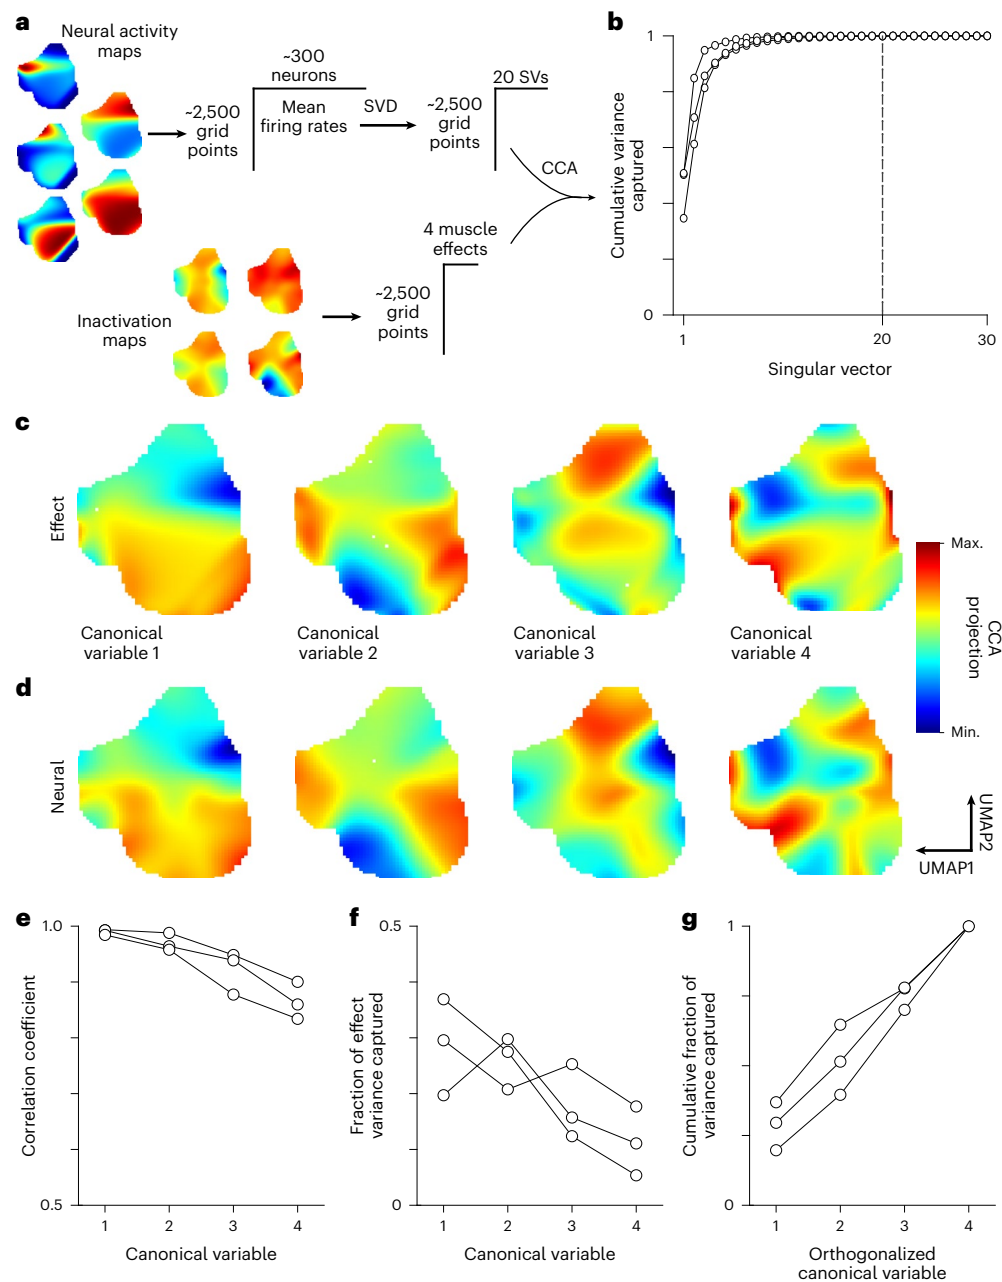 a
Neural activity
maps
~2,500
grid
points
~300
neurons
Mean
firing rates
SVD
~2,500
grid
points
20 SVs
CCA
4 muscle
effects
~2,500
grid
points
Inactivation
maps
b
Cumulative variance
captured
1
0
1
20
30
Singular vector
c
Effect
Canonical
variable 1
Canonical
variable 2
Canonical
variable 3
Canonical
variable 4
Max.
CCA
projection
Min.
d
Neural
UMAP2
UMAP1
e
Correlation coefficient
1.0
0.5
1
2
3
4
Canonical variable
f
Fraction of effect
variance captured
0.5
0
1
2
3
4
Canonical variable
g
Cumulative fraction of
variance captured
1
0
1
2
3
4
Orthogonalized
canonical variable